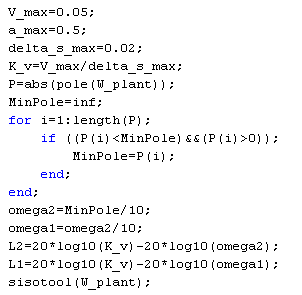 V_max=0.05;
a_max=0.5;
delta_s_max=0.02;
K_v=V_max/delta_s_max;
P=abs(pole(W_plant));
MinPole=inf;
for i=1:length(P);
    if ((P(i)<MinPole)&&(P(i)>0));
        MinPole=P(i);
    end;
end;
omega2=MinPole/10;
omega1=omega2/10;
L2=20*log10(K_v)-20*log10(omega2);
L1=20*log10(K_v)-20*log10(omega1);
sisotool(W_plant);